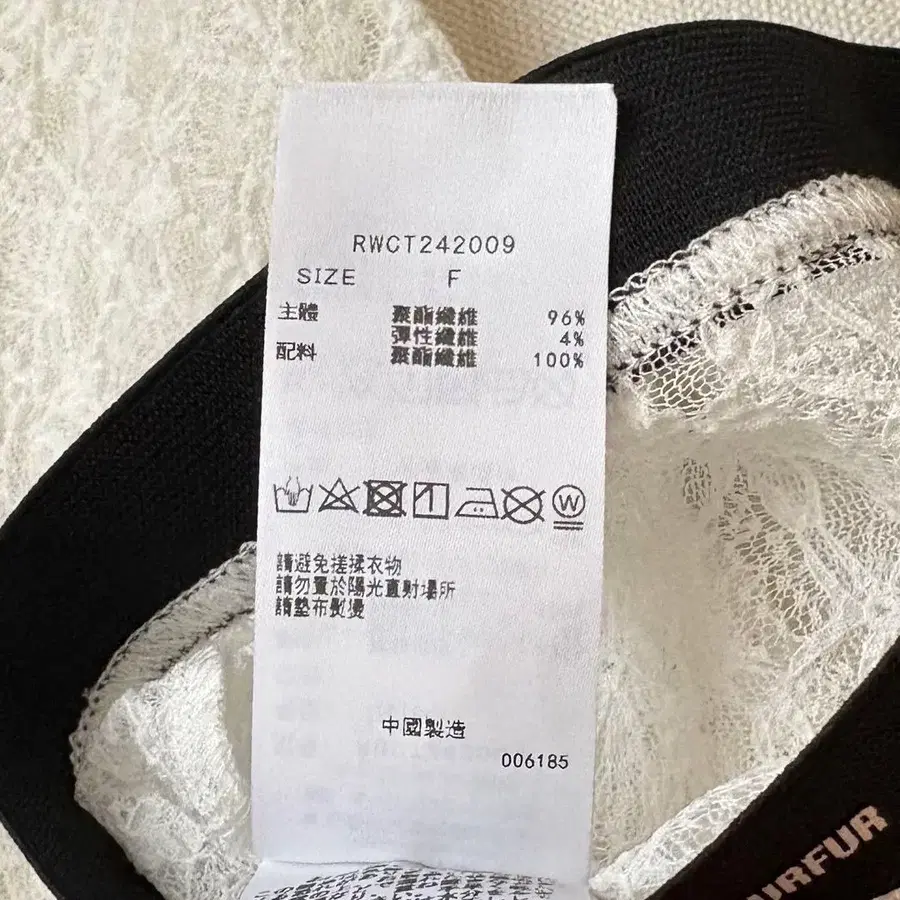 RWCT242009
SIZE F
主體 聚酯纖維 96%
彈性纖維 4%
配料 聚酯纖維 100%
W
請避免搓揉衣物
請勿置於陽光直射場所
請墊布熨燙
中國製造
006185
URFUR